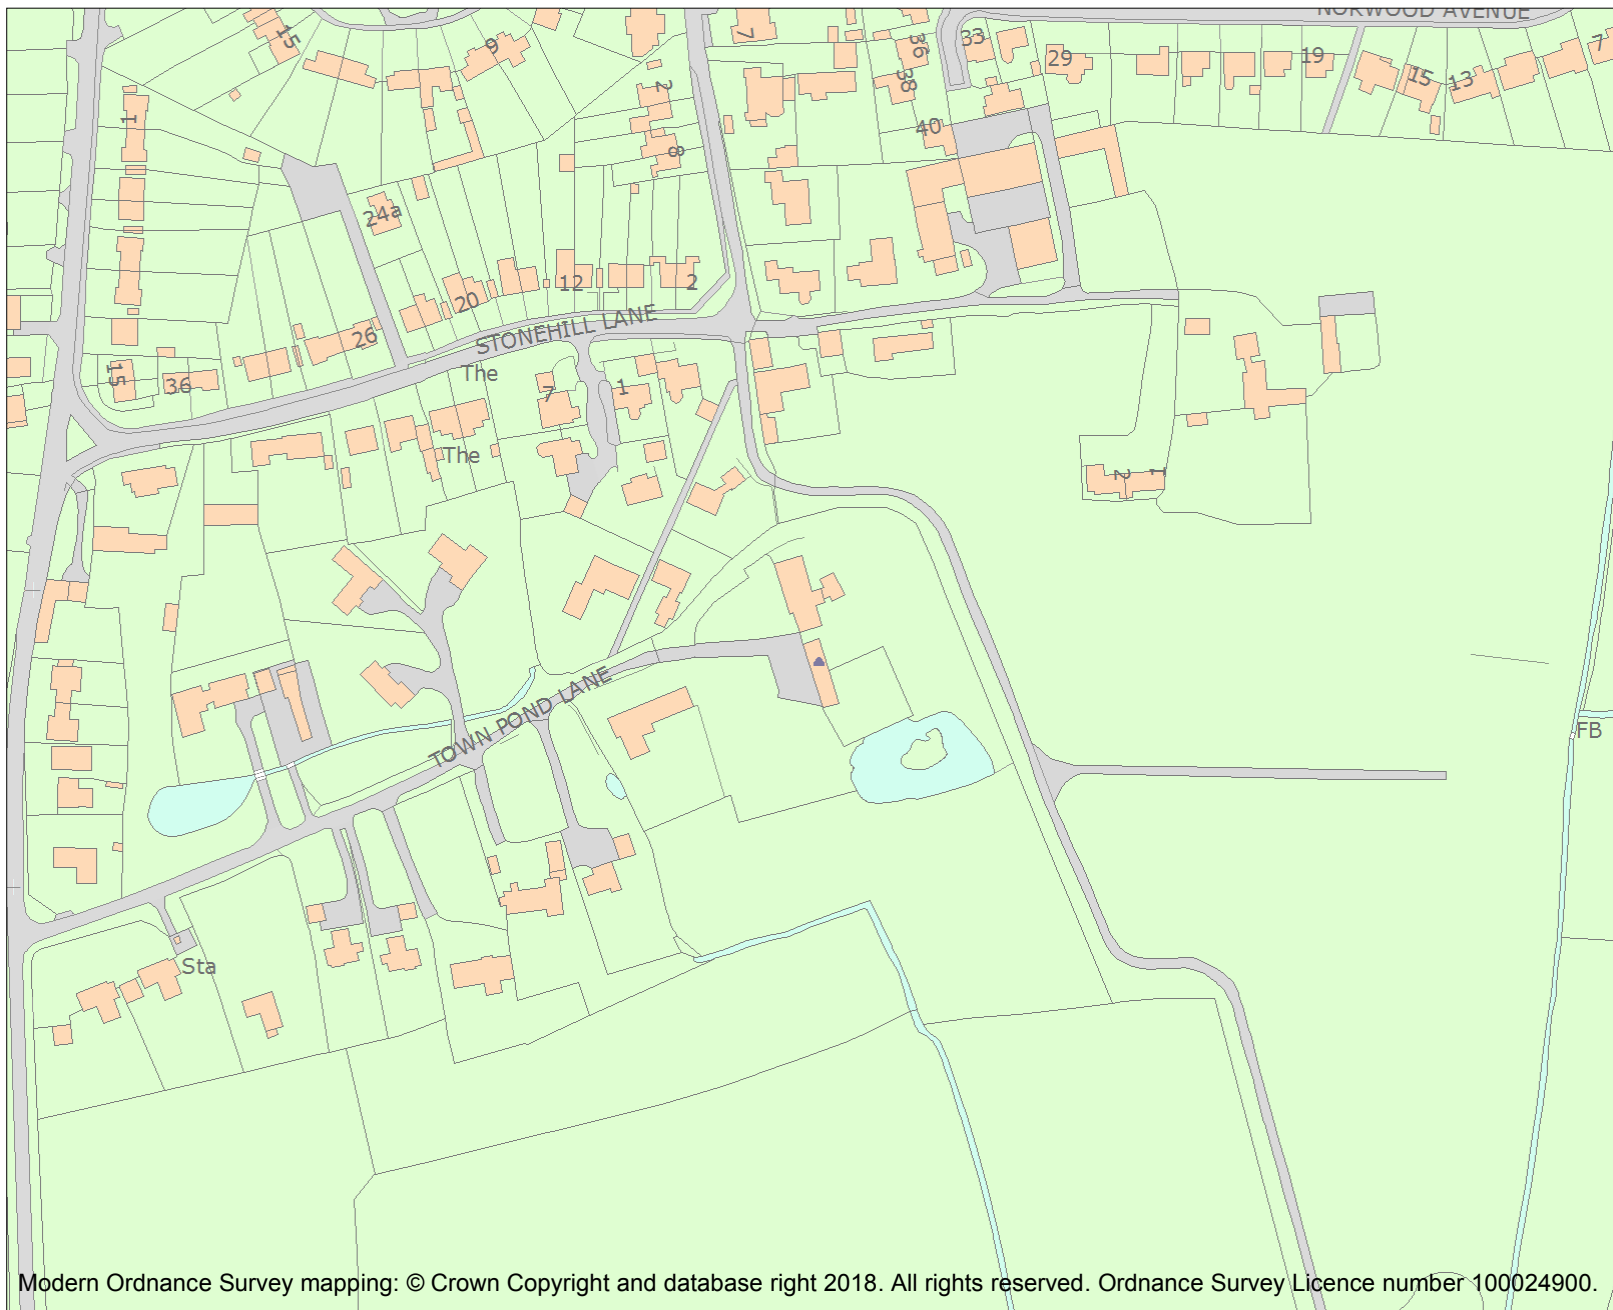 NORWOOD AVENUE
15
9
7
36
33
29
19
15
13
7
2
38
1
8
40
24a
12
2
20
STONEHILL LANE
26
The
15
36
7
1
The
2
1
TOWN POND LANE
FB
Sta
Modern Ordnance Survey mapping: © Crown Copyright and database right 2018. All rights reserved. Ordnance Survey Licence number 100024900.